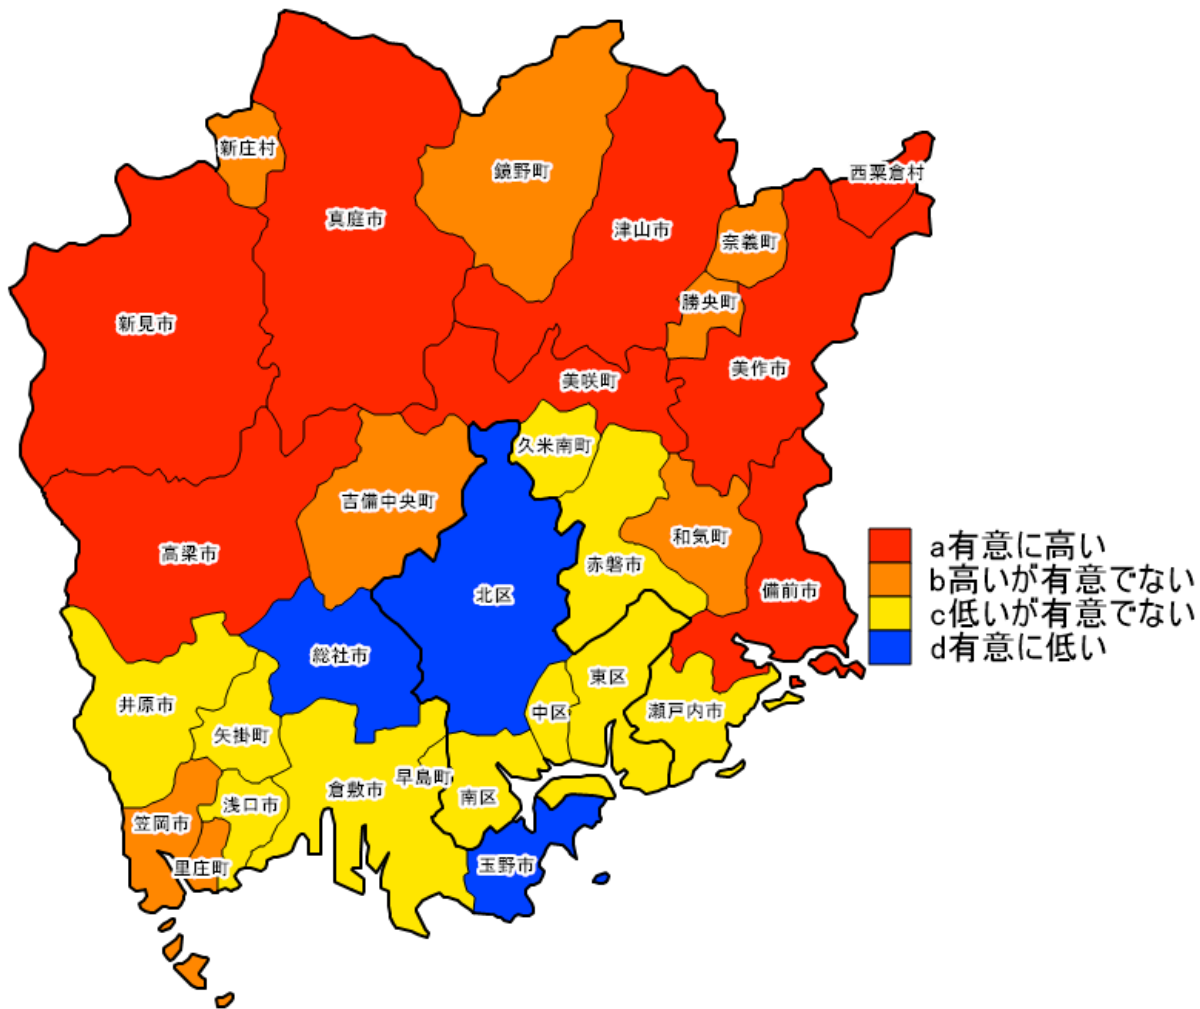 新庄村
鏡野町
西粟倉村
真庭市
津山市
奈義町
勝央町
新見市
美作市
美咲町
久米南町
吉備中央町
高梁市
和気町
赤磐市
備前市
北区
総社市
東区
井原市
矢掛町
中区
瀬戸内市
早島町
倉敷市
南区
浅口市
笠岡市
里庄町
玉野市
a有意に高い
b高いが有意でない
c低いが有意でない
d有意に低い